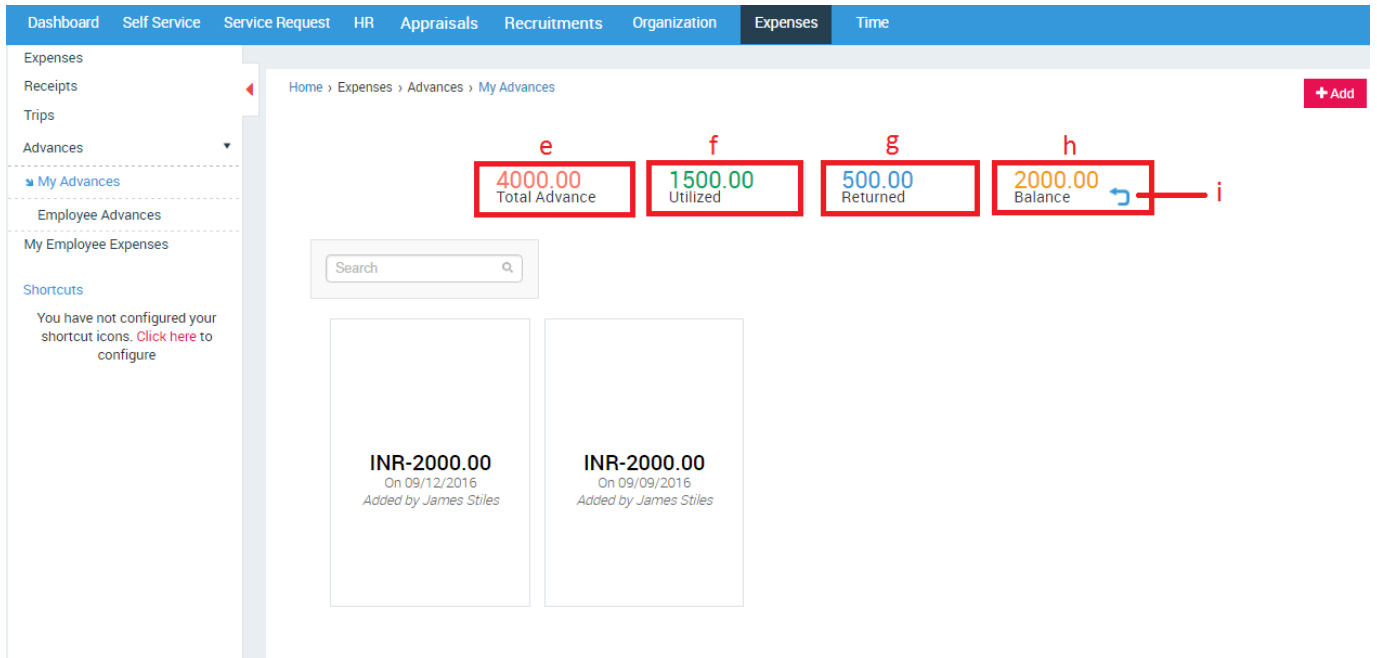 Dashboard Self Service Service Request HR Appraisals Recruitments Organization Expenses Time
Expenses
Receipts
Trips
Advances
My Advances
Employee Advances
My Employee Expenses
Shortcuts
You have not configured your
shortcut icons. Click here to
configure
Home › Expenses › Advances › My Advances
+ Add
e f g h
4000.00 1500.00 500.00 2000.00
Total Advance Utilized Returned Balance
i
Search
INR-2000.00
On 09/12/2016
Added by James Stiles
INR-2000.00
On 09/09/2016
Added by James Stiles